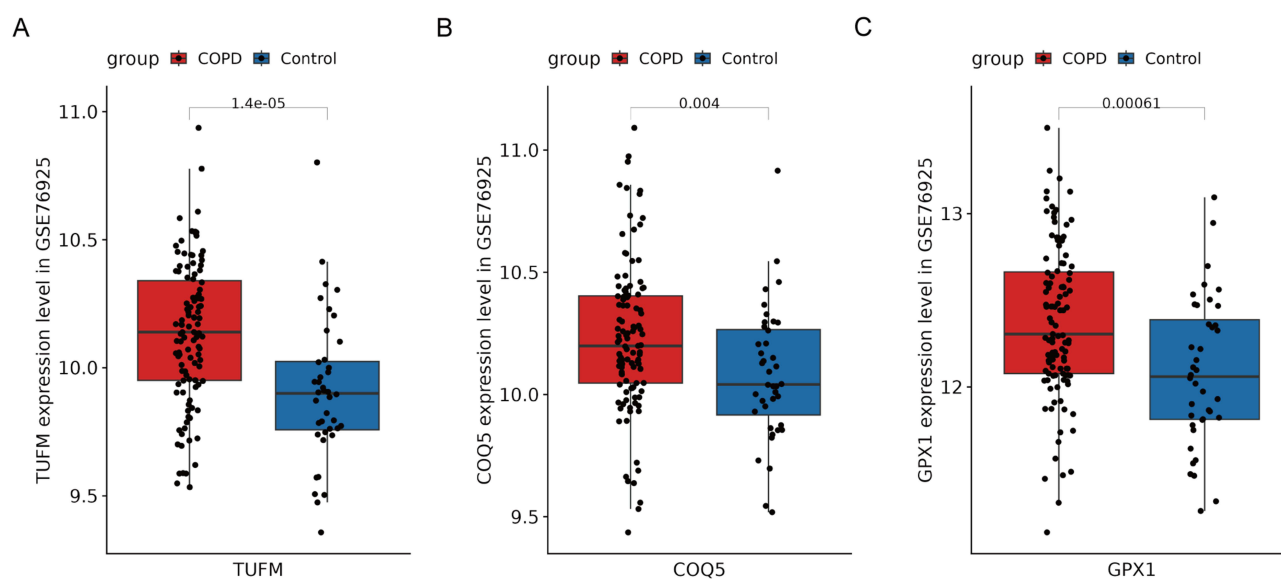 A
group COPD Control
TUFM expression level in GSE76925
11.0
10.5
10.0
9.5
1.4e-05
TUFM
B
group COPD Control
COQ5 expression level in GSE76925
11.0
10.5
10.0
9.5
0.004
COQ5
C
group COPD Control
GPX1 expression level in GSE76925
13
12
0.00061
GPX1